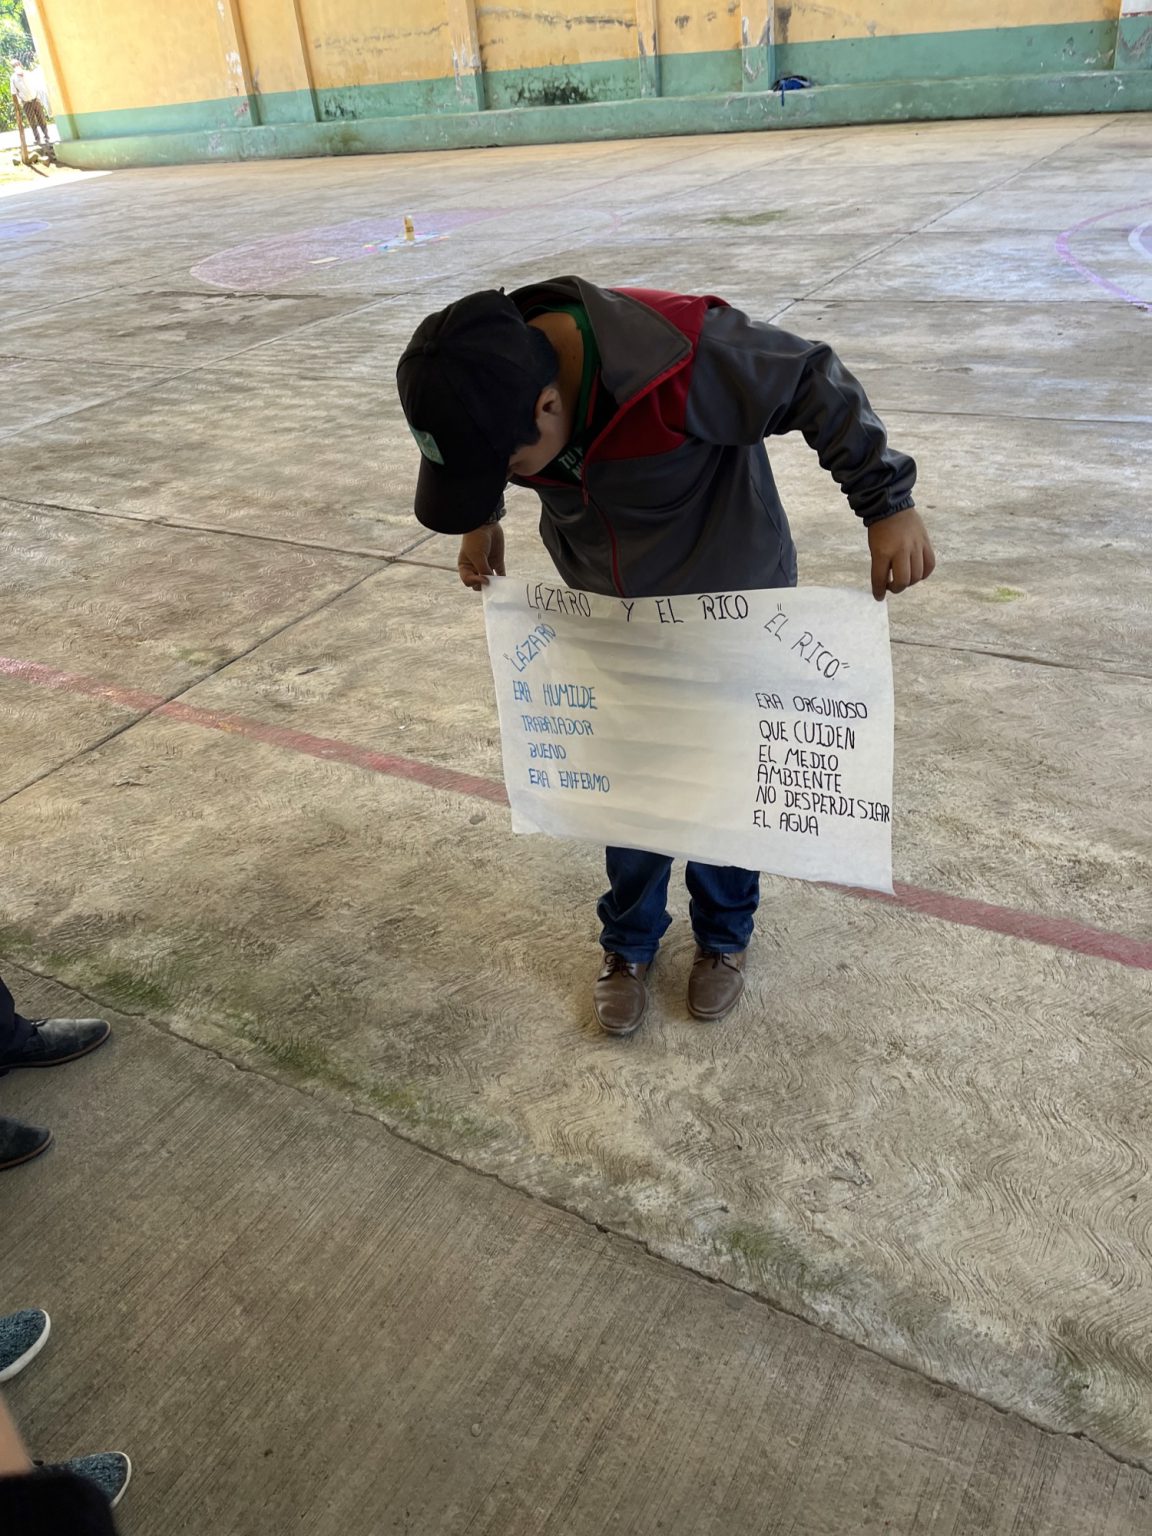 LÁZARO Y EL RICO
"LÁZARO"
ERA HUMILDE
TRABAJADOR
BUENO
ERA ENFERMO
"EL RICO"
ERA ORGULLOSO
QUE CUIDEN
EL MEDIO
AMBIENTE
NO DESPERDISIAR
EL AGUA
TU